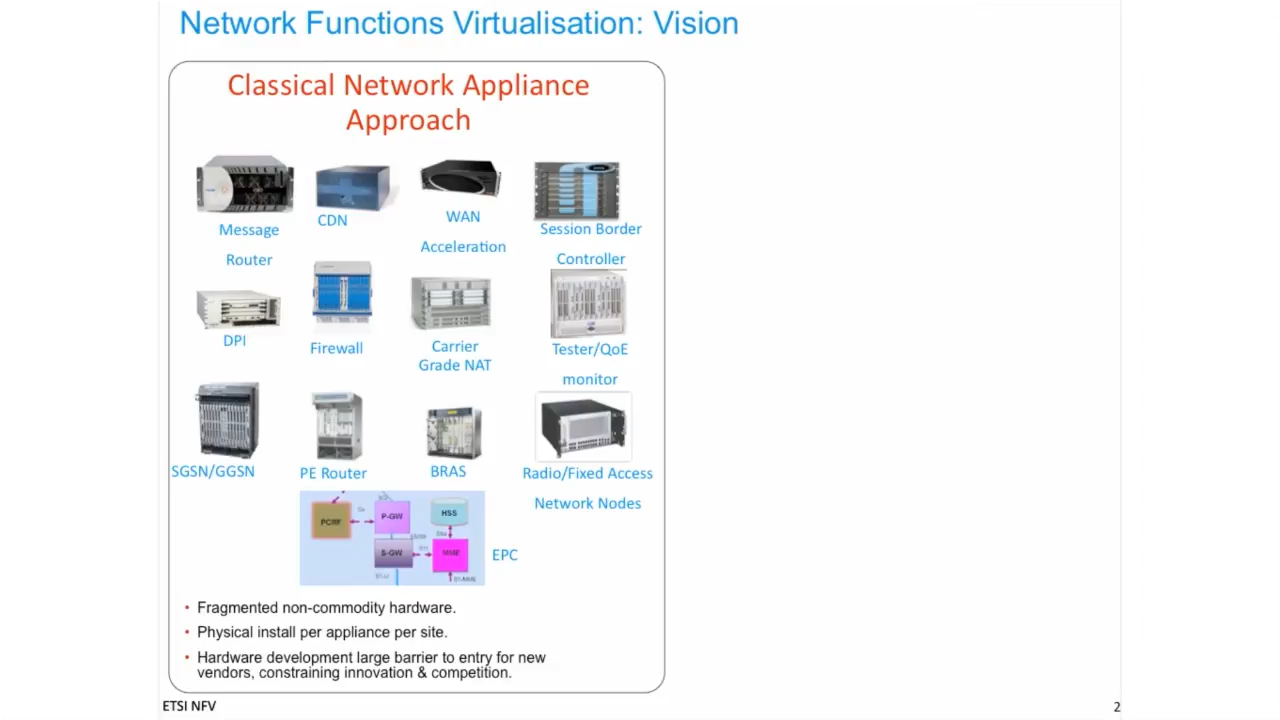 Network Functions Virtualisation: Vision
Classical Network Appliance
Approach
Message
Router
CDN
WAN
Acceleration
Session Border
Controller
DPI
Firewall
Carrier
Grade NAT
Tester/QoE
monitor
SGSN/GGSN
PE Router
BRAS
Radio/Fixed Access
Network Nodes
PCRF
Gx
P-GW
HSS
S-GW
MME
S1-MME
EPC
• Fragmented non-commodity hardware.
• Physical install per appliance per site.
• Hardware development large barrier to entry for new
vendors, constraining innovation & competition.
ETSI NFV
2